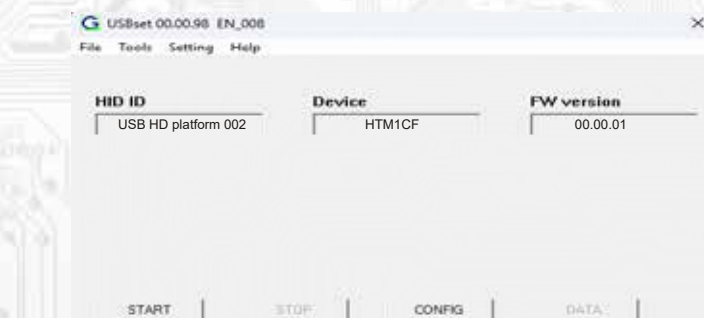 USBset 00.00.98 EN_008
File Tools Setting Help
HID ID Device FW version
USB HD platform 002 HTM1CF 00.00.01
START STOP CONFIG DATA